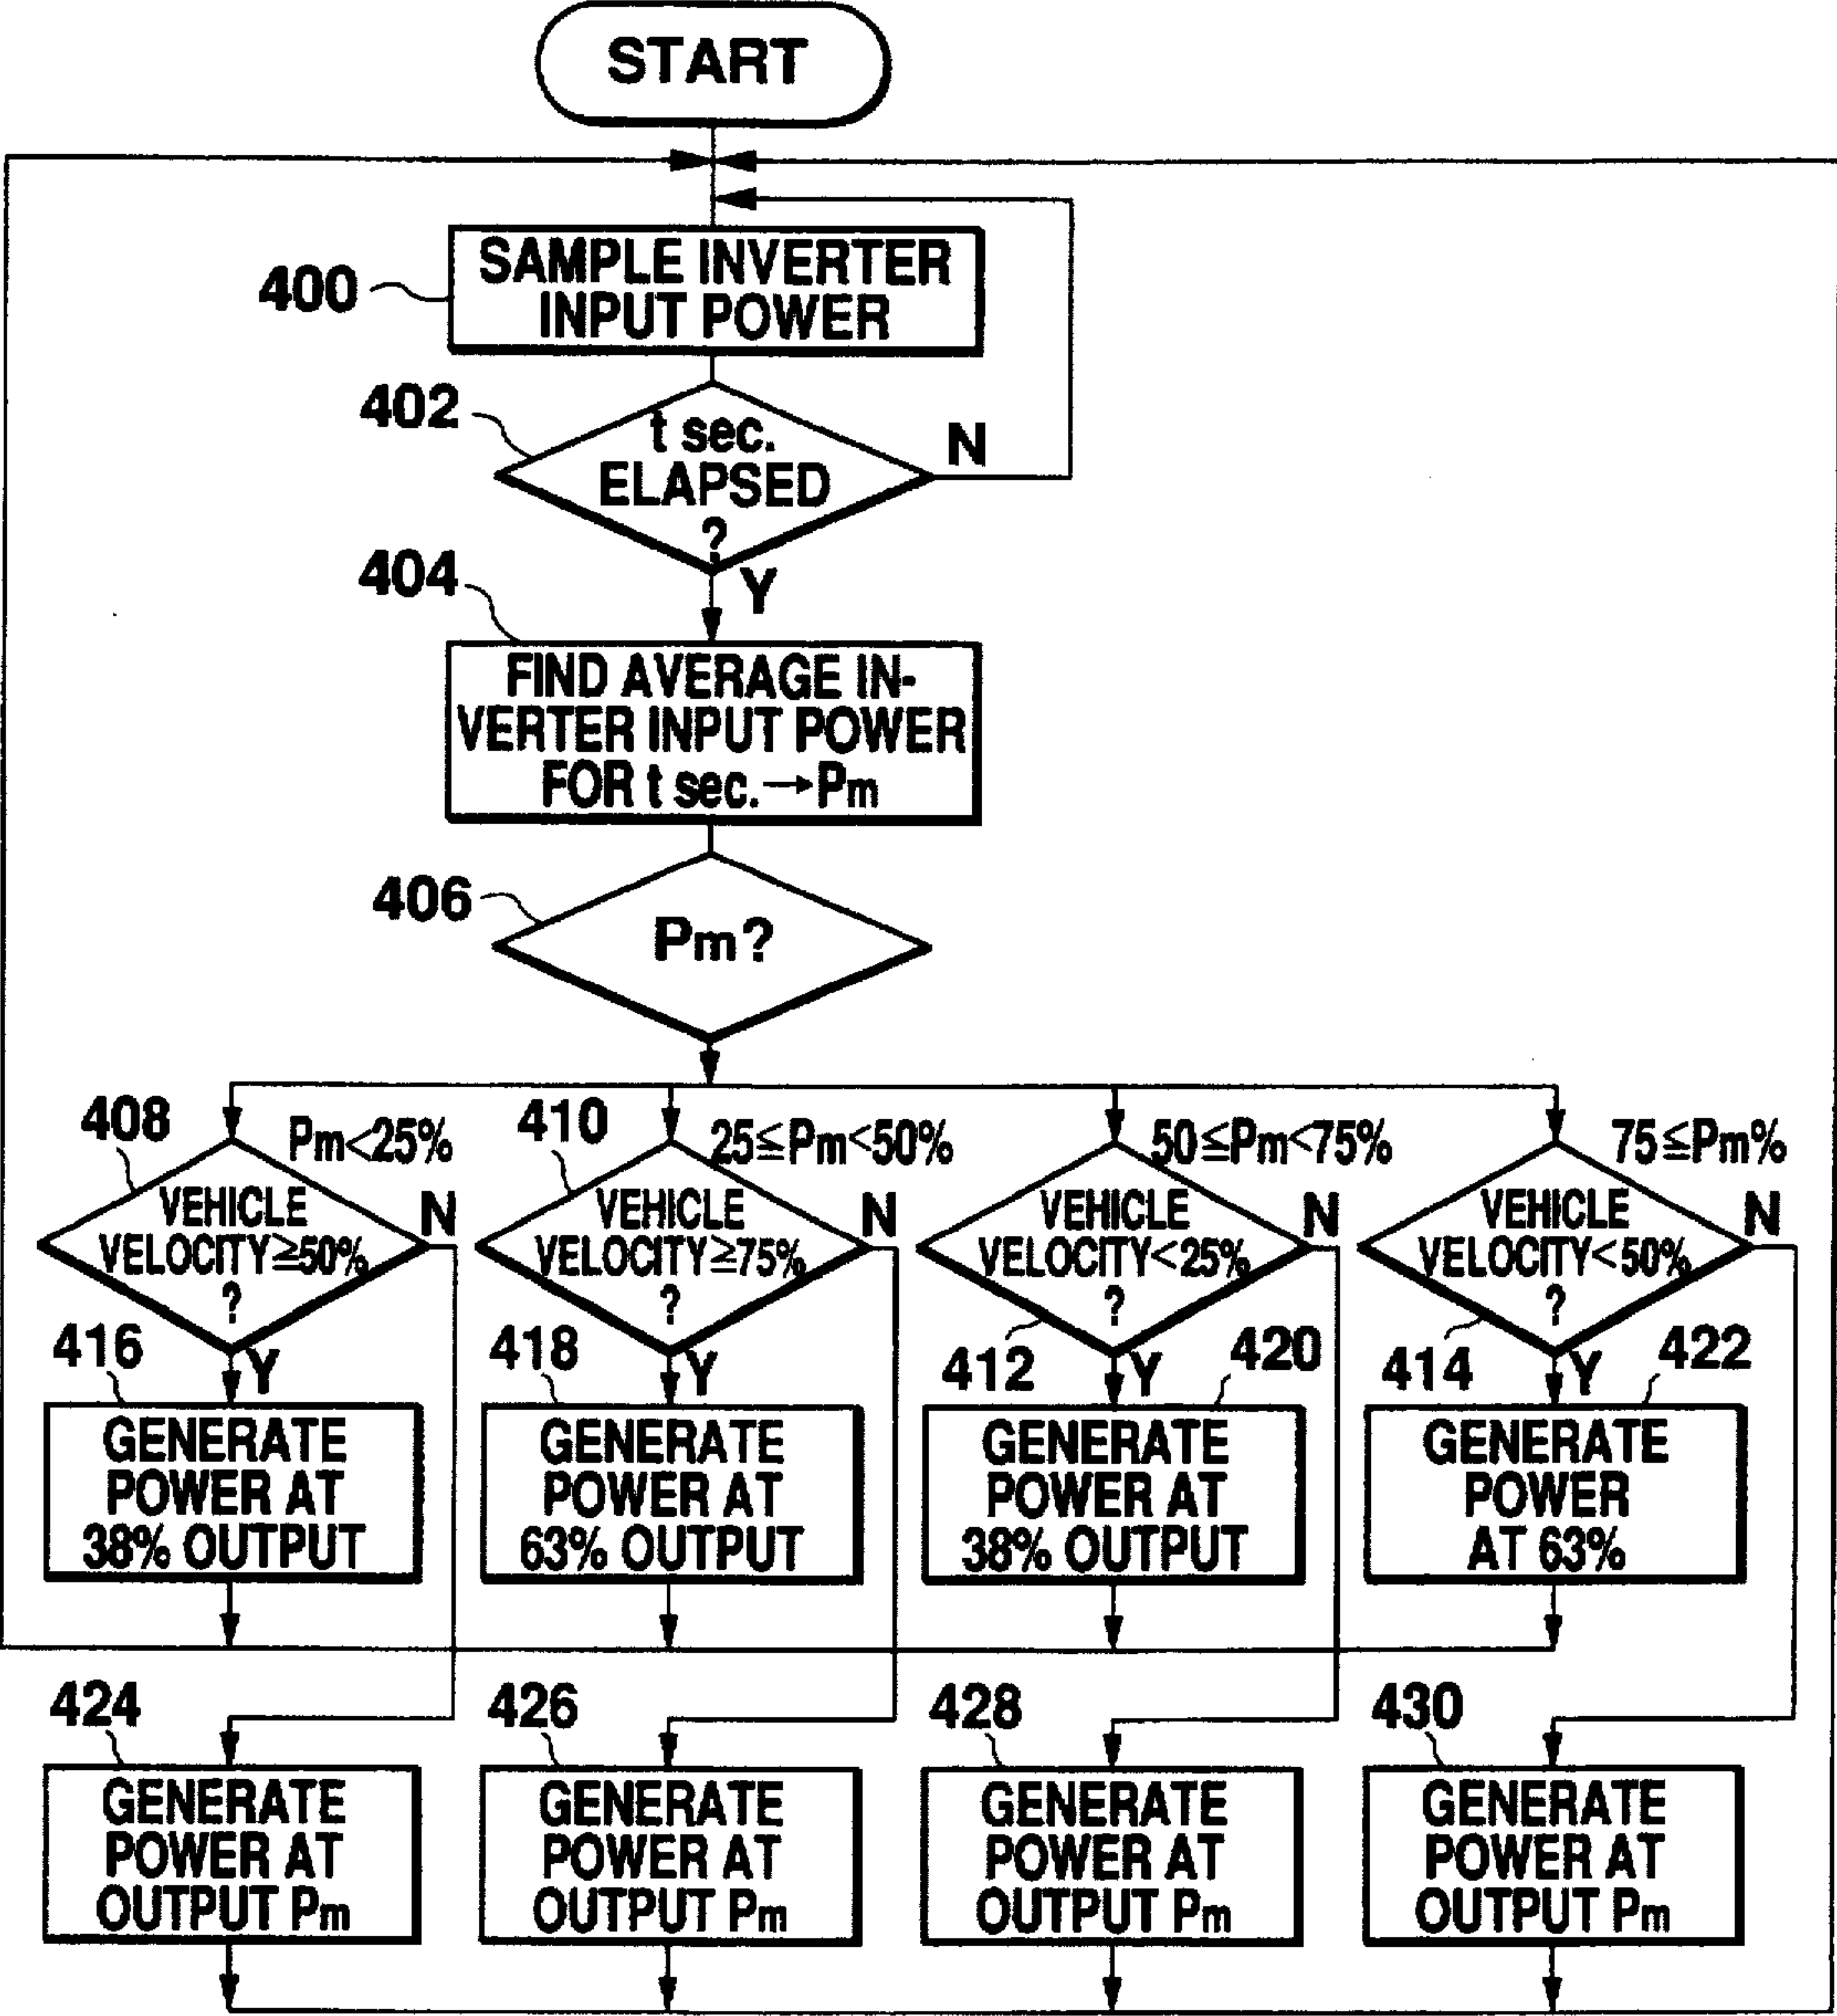 START
400
SAMPLE INVERTER
INPUT POWER
402
t sec.
ELAPSED
?
N
Y
404
FIND AVERAGE IN-
VERTER INPUT POWER
FOR t sec.→Pm
406
Pm?
408
Pm<25%
VEHICLE
VELOCITY≧50%
?
N
Y
410
25≦Pm<50%
VEHICLE
VELOCITY≧75%
?
N
Y
50≦Pm<75%
VEHICLE
VELOCITY<25%
?
N
412
Y
75≦Pm%
VEHICLE
VELOCITY<50%
?
N
414
Y
416
GENERATE
POWER AT
38% OUTPUT
418
GENERATE
POWER AT
63% OUTPUT
420
GENERATE
POWER AT
38% OUTPUT
422
GENERATE
POWER
AT 63%
424
GENERATE
POWER AT
OUTPUT Pm
426
GENERATE
POWER AT
OUTPUT Pm
428
GENERATE
POWER AT
OUTPUT Pm
430
GENERATE
POWER AT
OUTPUT Pm